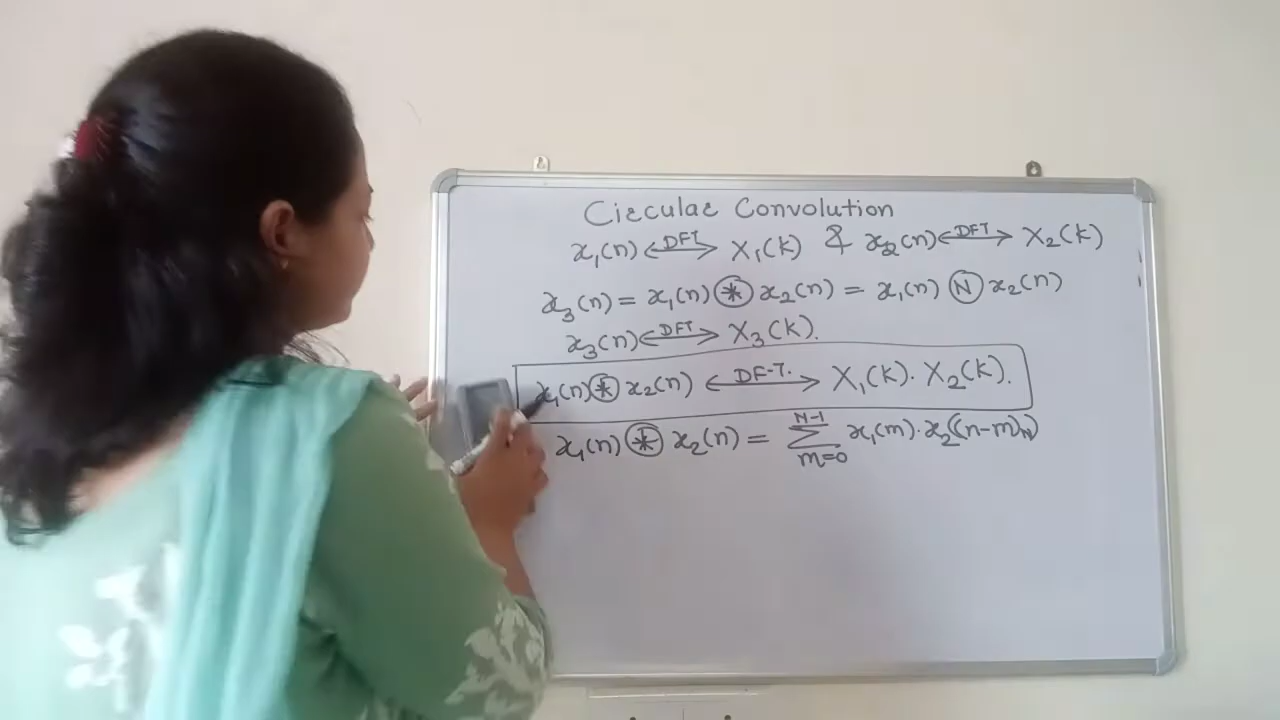 Circular Convolution
x₁(n) ⟷DFT X₁(k) & x₂(n) ⟷DFT X₂(k)
x₃(n) = x₁(n) ⊛ x₂(n) = x₁(n) Ⓝ x₂(n)
x₃(n) ⟷DFT X₃(k).
x₁(n) ⊛ x₂(n) ⟷DF.T. X₁(k). X₂(k).
x₁(n) ⊛ x₂(n) = N-1 ∑ m=0 x₁(m). x₂((n-m))N